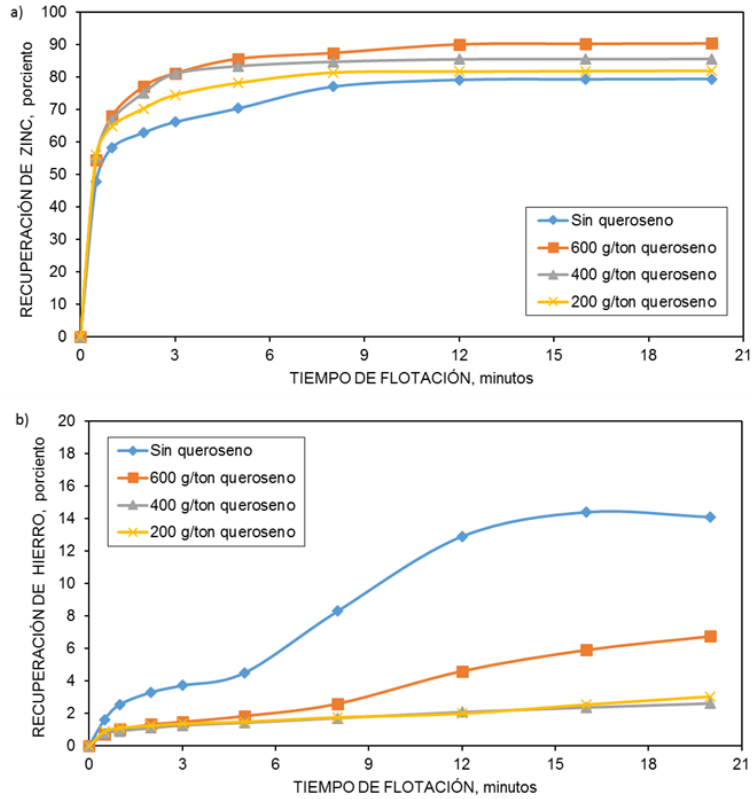 a)
RECUPERACIÓN DE ZINC, porciento
100
90
80
70
60
50
40
30
20
10
0
0 3 6 9 12 15 18 21
TIEMPO DE FLOTACIÓN, minutos
Sin queroseno
600 g/ton queroseno
400 g/ton queroseno
200 g/ton queroseno
b)
RECUPERACIÓN DE HIERRO, porciento
20
18
16
14
12
10
8
6
4
2
0
0 3 6 9 12 15 18 21
TIEMPO DE FLOTACIÓN, minutos
Sin queroseno
600 g/ton queroseno
400 g/ton queroseno
200 g/ton queroseno